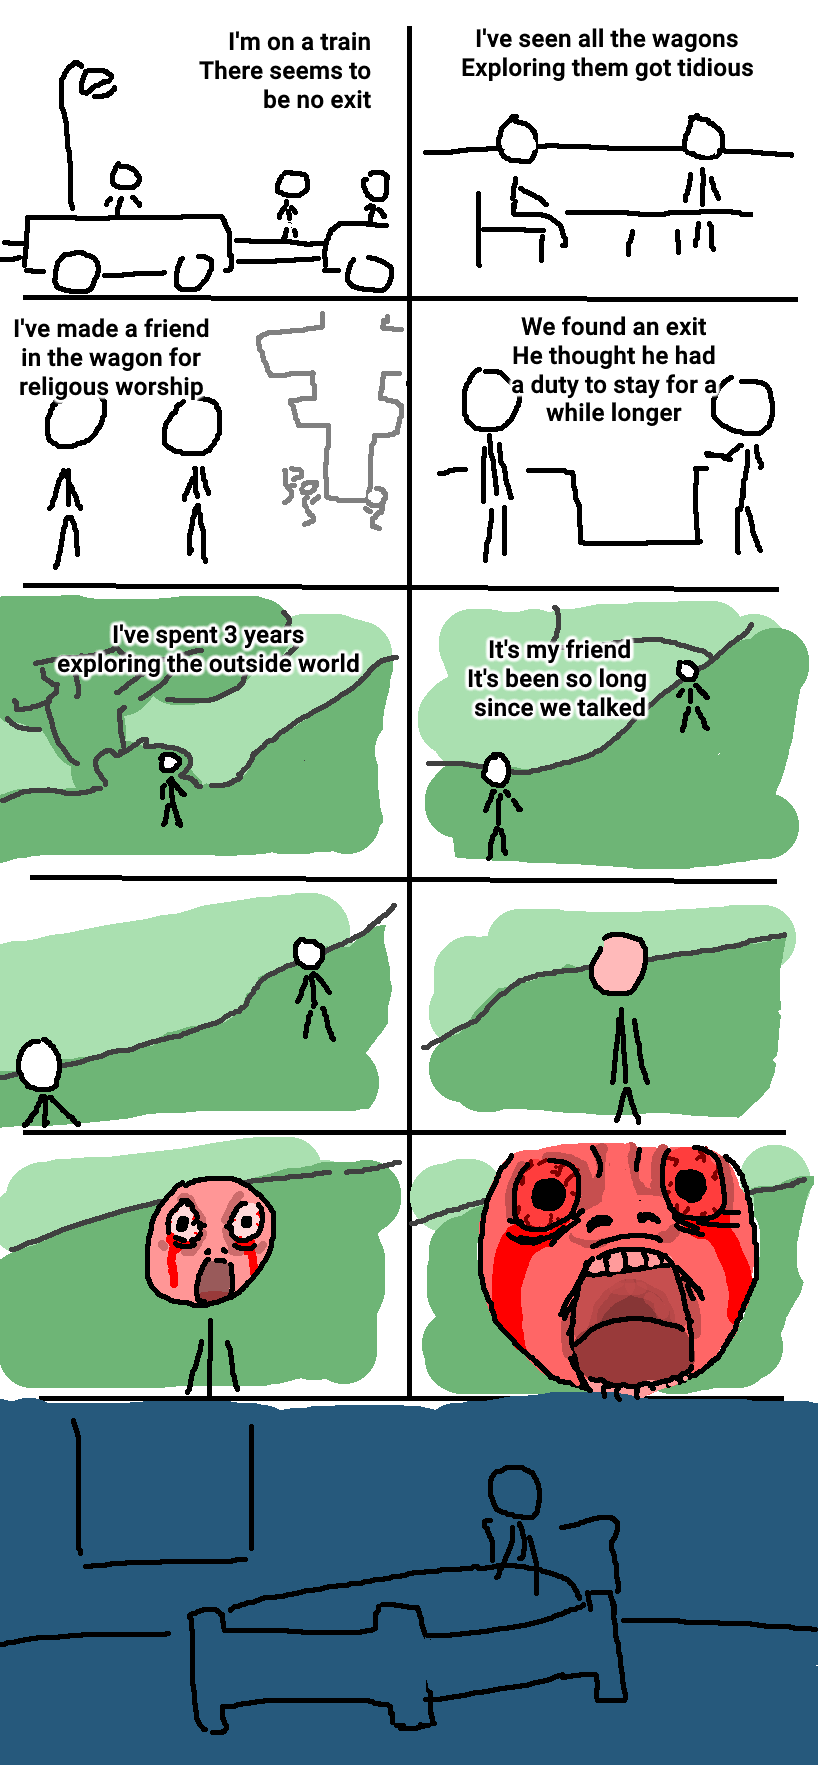 I'm on a train
There seems to
be no exit
I've seen all the wagons
Exploring them got tidious
I've made a friend
in the wagon for
religous worship
We found an exit
He thought he had
a duty to stay for a
while longer
I've spent 3 years
exploring the outside world
It's my friend
It's been so long
since we talked